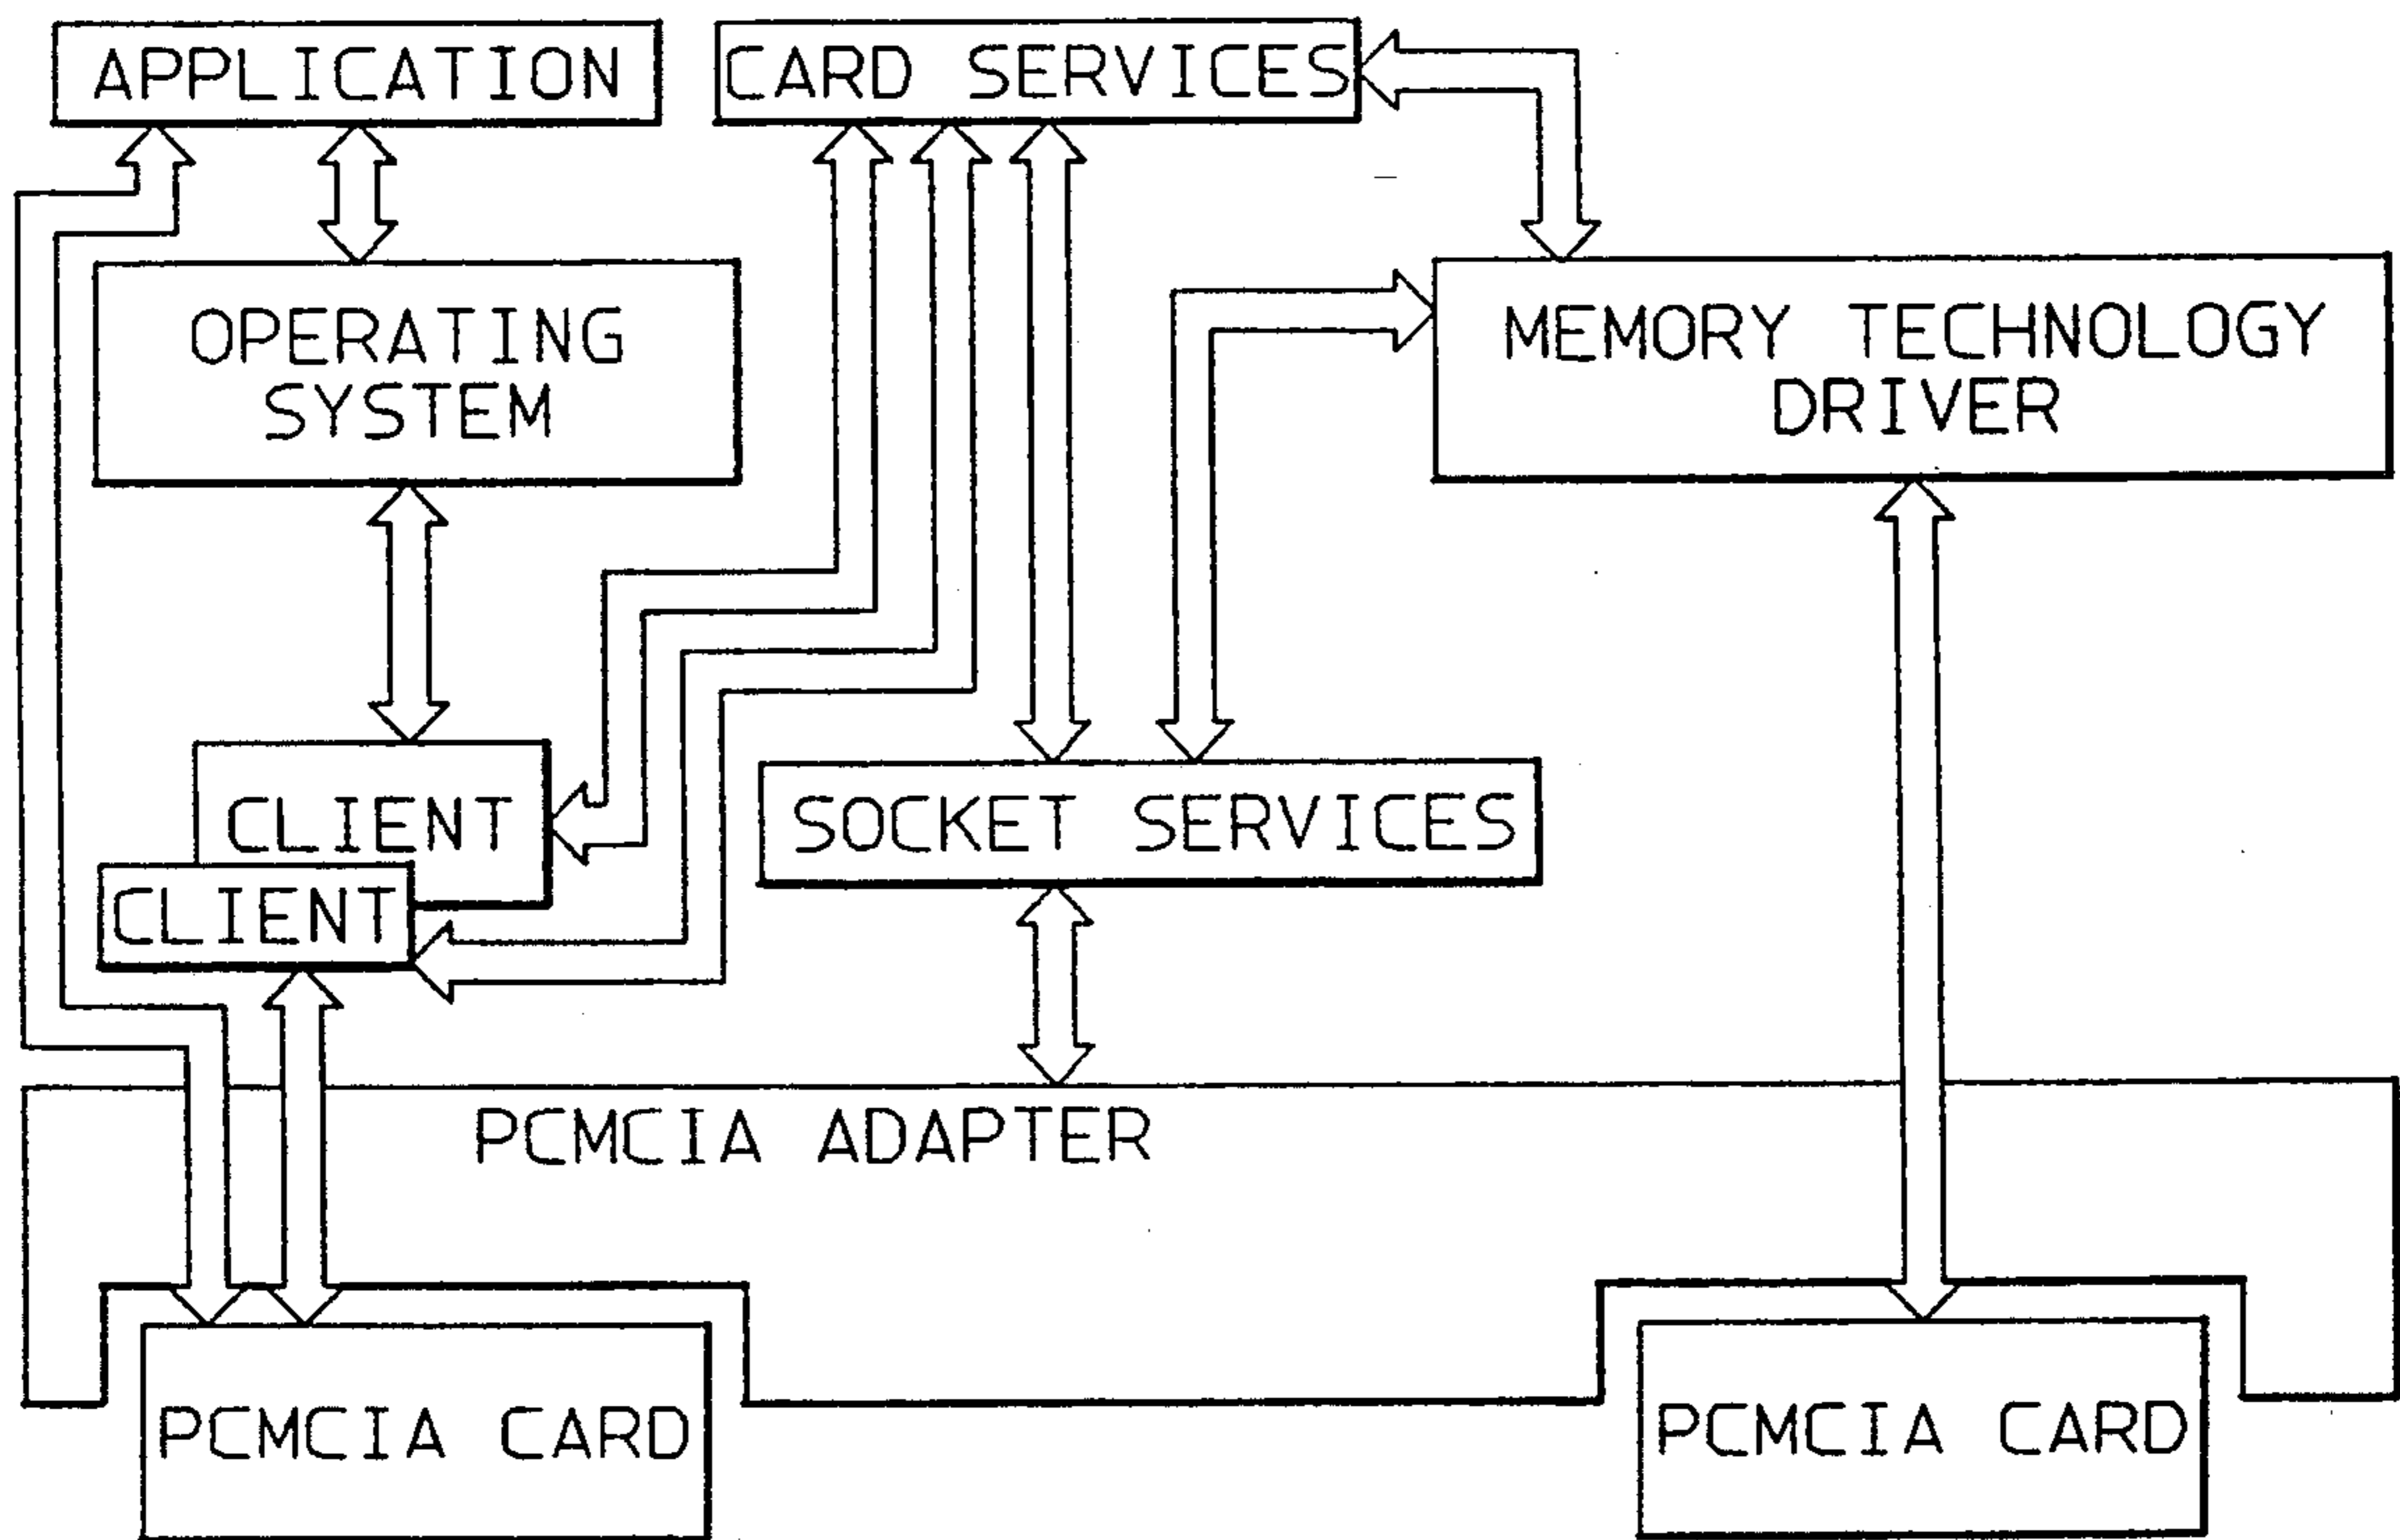 APPLICATION
CARD SERVICES
OPERATING
SYSTEM
MEMORY TECHNOLOGY
DRIVER
CLIENT
SOCKET SERVICES
CLIENT
PCMCIA ADAPTER
PCMCIA CARD
PCMCIA CARD